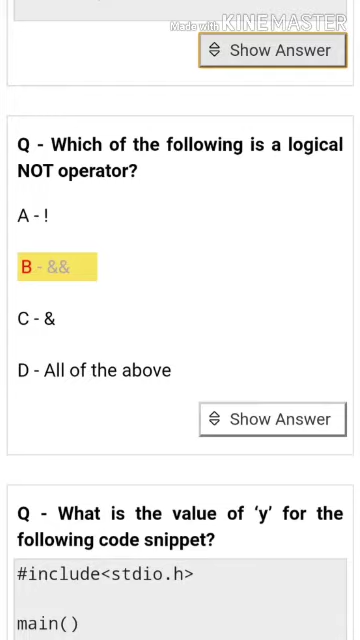 Made with KINEMASTER
Show Answer
Q - Which of the following is a logical
NOT operator?
A - !
B - &&
C - &
D - All of the above
Show Answer
Q - What is the value of ‘y’ for the
following code snippet?
#include<stdio.h>
main()